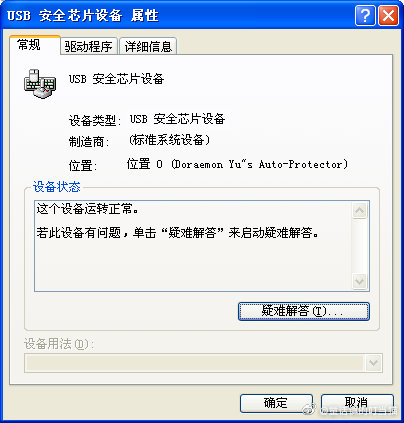 USB 安全芯片设备 属性
常规 驱动程序 详细信息
USB 安全芯片设备
设备类型: USB 安全芯片设备
制造商: (标准系统设备)
位置: 位置 0 (Doraemon Yu"s Auto-Protector)
设备状态
这个设备运转正常。
若此设备有问题，单击“疑难解答”来启动疑难解答。
疑难解答(T)...
设备用法(D):
确定 取消